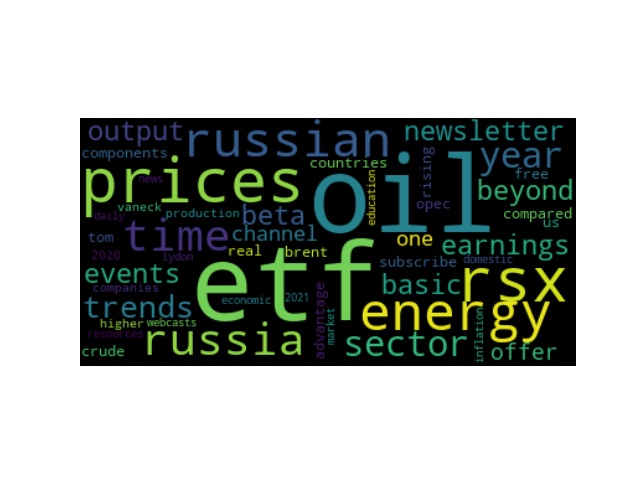 output russian newsletter
components countries rising year
prices news oil education free
vaneck production beta opec beyond
daily time channel compared
tom real brent one earnings us
2020 lydon etf subscribe domestic
events companies basic rsx
trends economic 2021 advantage energy
higher webcasts market inflation
resources russia sector offer
crude